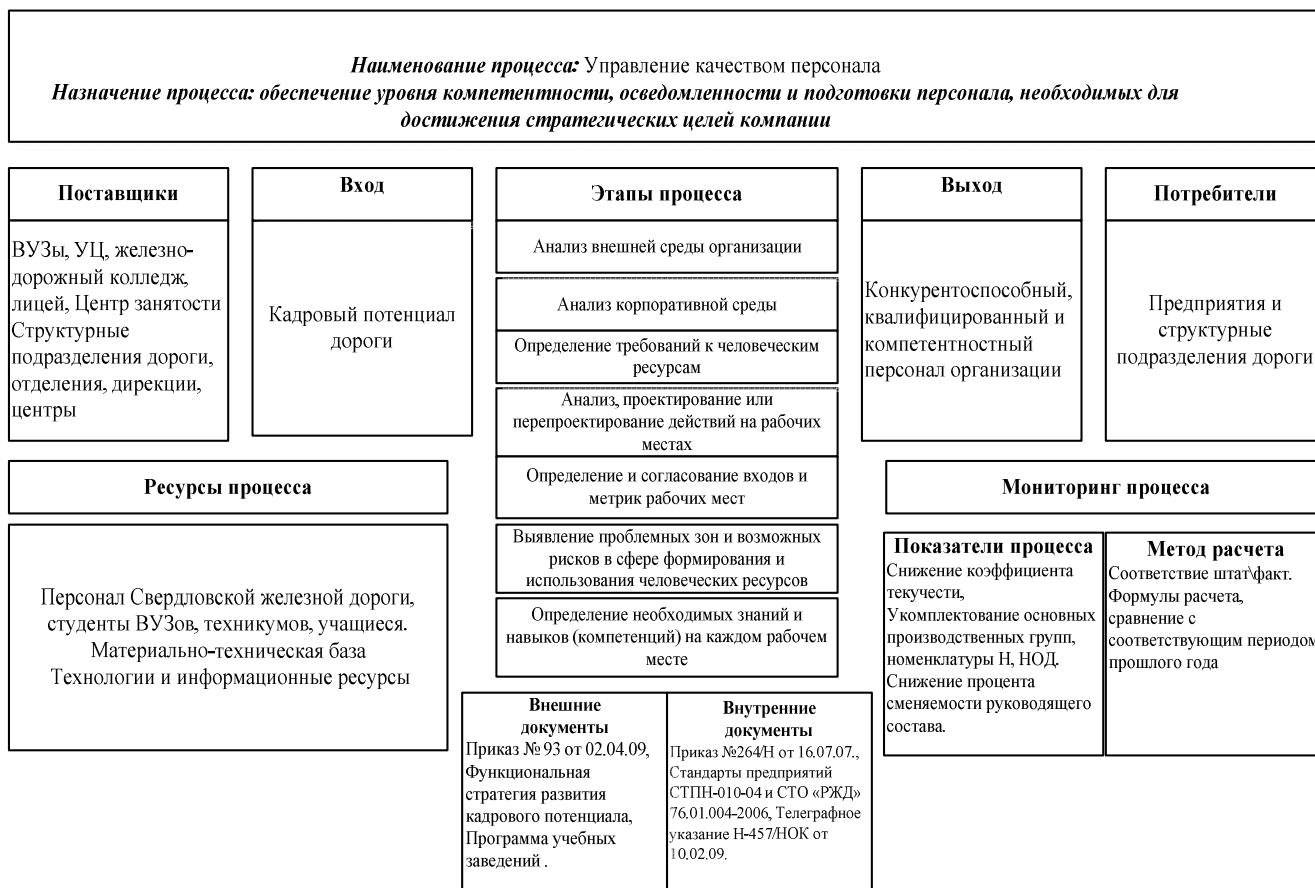 Наименование процесса: Управление качеством персонала
Назначение процесса: обеспечение уровня компетентности, осведомленности и подготовки персонала, необходимых для
достижения стратегических целей компании
Поставщики
ВУЗы, УЦ, железно-
дорожный колледж,
лицей, Центр занятости
Структурные
подразделения дороги,
отделения, дирекции,
центры
Вход
Кадровый потенциал
дороги
Этапы процесса
Анализ внешней среды организации
Анализ корпоративной среды
Определение требований к человеческим
ресурсам
Анализ, проектирование или
перепроектирование действий на рабочих
местах
Определение и согласование входов и
метрик рабочих мест
Выявление проблемных зон и возможных
рисков в сфере формирования и
использования человеческих ресурсов
Определение необходимых знаний и
навыков (компетенций) на каждом рабочем
месте
Выход
Конкурентоспособный,
квалифицированный и
компетентностный
персонал организации
Потребители
Предприятия и
структурные
подразделения дороги
Ресурсы процесса
Персонал Свердловской железной дороги,
студенты ВУЗов, техникумов, учащиеся.
Материально-техническая база
Технологии и информационные ресурсы
Внешние
документы
Приказ № 93 от 02.04.09,
Функциональная
стратегия развития
кадрового потенциала,
Программа учебных
заведений .
Внутренние
документы
Приказ №264/Н от 16.07.07.,
Стандарты предприятий
СТПН-010-04 и СТО «РЖД»
76.01.004-2006, Телеграфное
указание Н-457/НОК от
10.02.09.
Мониторинг процесса
Показатели процесса
Снижение коэффициента
текучести,
Укомплектование основных
производственных групп,
номенклатуры Н, НОД.
Снижение процента
сменяемости руководящего
состава.
Метод расчета
Соответствие штат\факт.
Формулы расчета,
сравнение с
соответствующим периодом
прошлого года